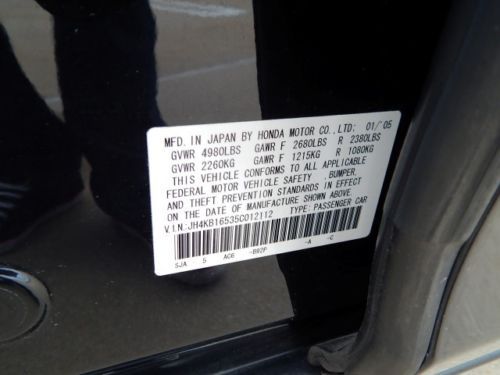 MFD. IN JAPAN BY HONDA MOTOR CO., LTD: 01/'05
GVWR 4980LBS GAWR F 2680LBS R 2380LBS
GVWR 2260KG GAWR F 1215KG R 1080KG
THIS VEHICLE CONFORMS TO ALL APPLICABLE
FEDERAL MOTOR VEHICLE SAFETY , BUMPER,
AND THEFT PREVENTION STANDARDS IN EFFECT
ON THE DATE OF MANUFACTURE SHOWN ABOVE.
V.I.N: JH4KB16535C012112 TYPE: PASSENGER CAR
SJA 5 AC6 -B92P -A -C